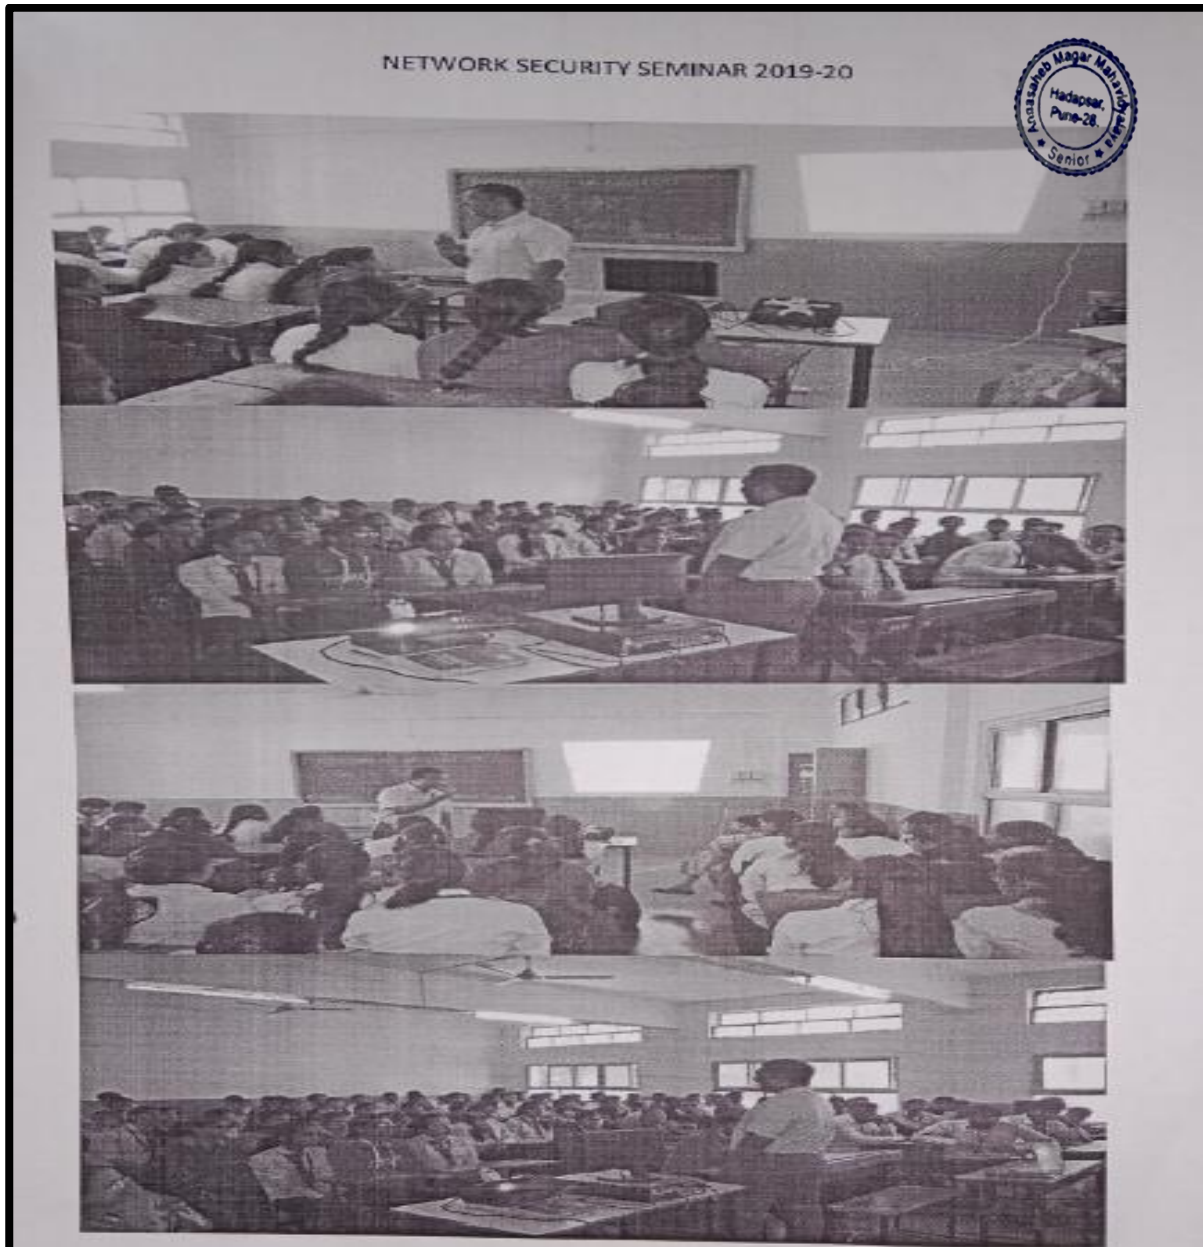 NETWORK SECURITY SEMINAR 2019-20
Annasaheb Magar Mahavidyalaya
Hadapsar,
Pune-28.
★ Senior ★